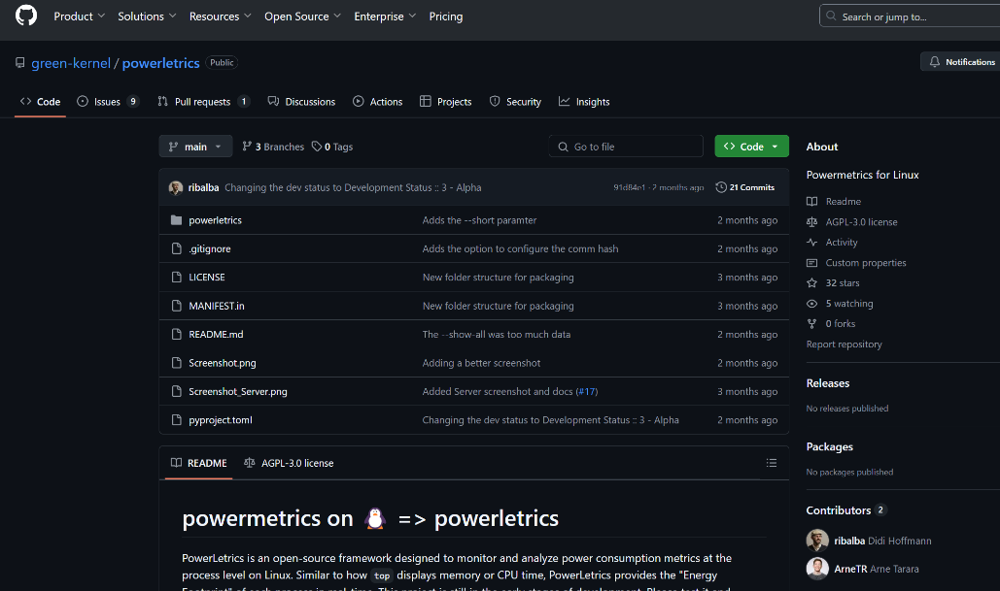 Product Solutions Resources Open Source Enterprise Pricing Search or jump to...
green-kernel / powerletrics Public Notifications
Code Issues 9 Pull requests 1 Discussions Actions Projects Security Insights
main 3 Branches 0 Tags Go to file Code
ribalba Changing the dev status to Development Status :: 3 - Alpha 91d84e1 · 2 months ago 21 Commits
powerletrics Adds the --short paramter 2 months ago
.gitignore Adds the option to configure the comm hash 2 months ago
LICENSE New folder structure for packaging 3 months ago
MANIFEST.in New folder structure for packaging 3 months ago
README.md The --show-all was too much data 2 months ago
Screenshot.png Adding a better screenshot 2 months ago
Screenshot_Server.png Added Server screenshot and docs (#17) 3 months ago
pyproject.toml Changing the dev status to Development Status :: 3 - Alpha 2 months ago
README AGPL-3.0 license
powermetrics on 🐧 => powerletrics
PowerLetrics is an open-source framework designed to monitor and analyze power consumption metrics at the
process level on Linux. Similar to how top displays memory or CPU time, PowerLetrics provides the "Energy
Footprint" of each process in real-time. This project is still in the early stages of development. Please test it and
About
Powermetrics for Linux
Readme
AGPL-3.0 license
Activity
Custom properties
32 stars
5 watching
0 forks
Report repository
Releases
No releases published
Packages
No packages published
Contributors 2
ribalba Didi Hoffmann
ArneTR Arne Tarara